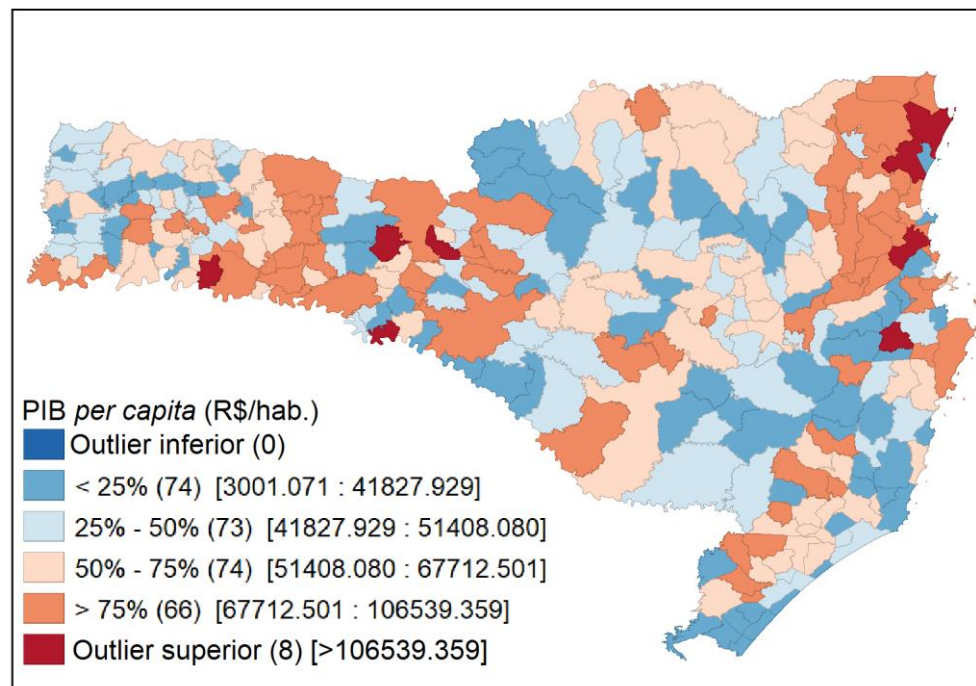 PIB per capita (R$/hab.)
Outlier inferior (0)
< 25% (74) [3001.071 : 41827.929]
25% - 50% (73) [41827.929 : 51408.080]
50% - 75% (74) [51408.080 : 67712.501]
> 75% (66) [67712.501 : 106539.359]
Outlier superior (8) [>106539.359]